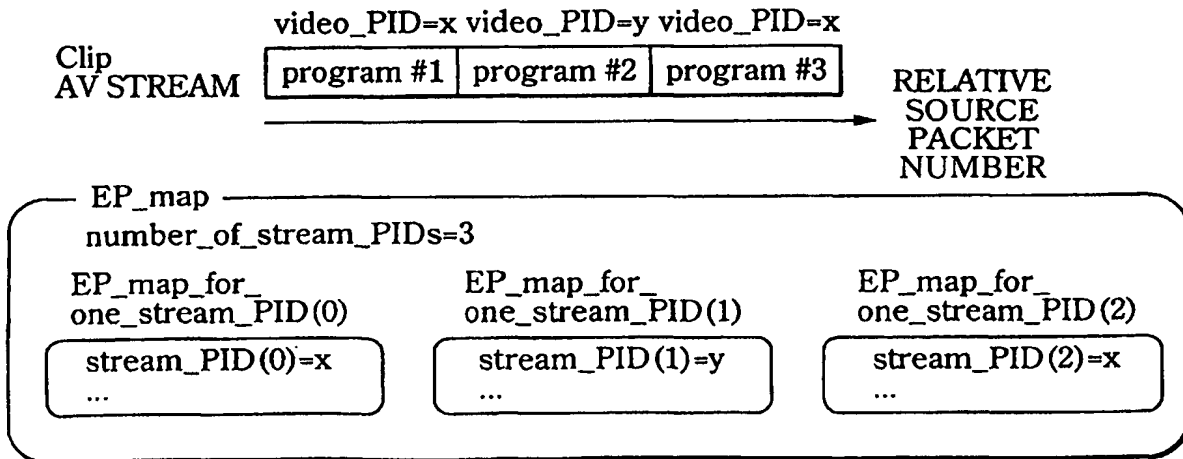 video_PID=x video_PID=y video_PID=x
Clip
AV STREAM
program #1 program #2 program #3
RELATIVE
SOURCE
PACKET
NUMBER
EP_map
number_of_stream_PIDs=3
EP_map_for_
one_stream_PID(0)
stream_PID(0)=x
...
EP_map_for_
one_stream_PID(1)
stream_PID(1)=y
...
EP_map_for_
one_stream_PID(2)
stream_PID(2)=x
...